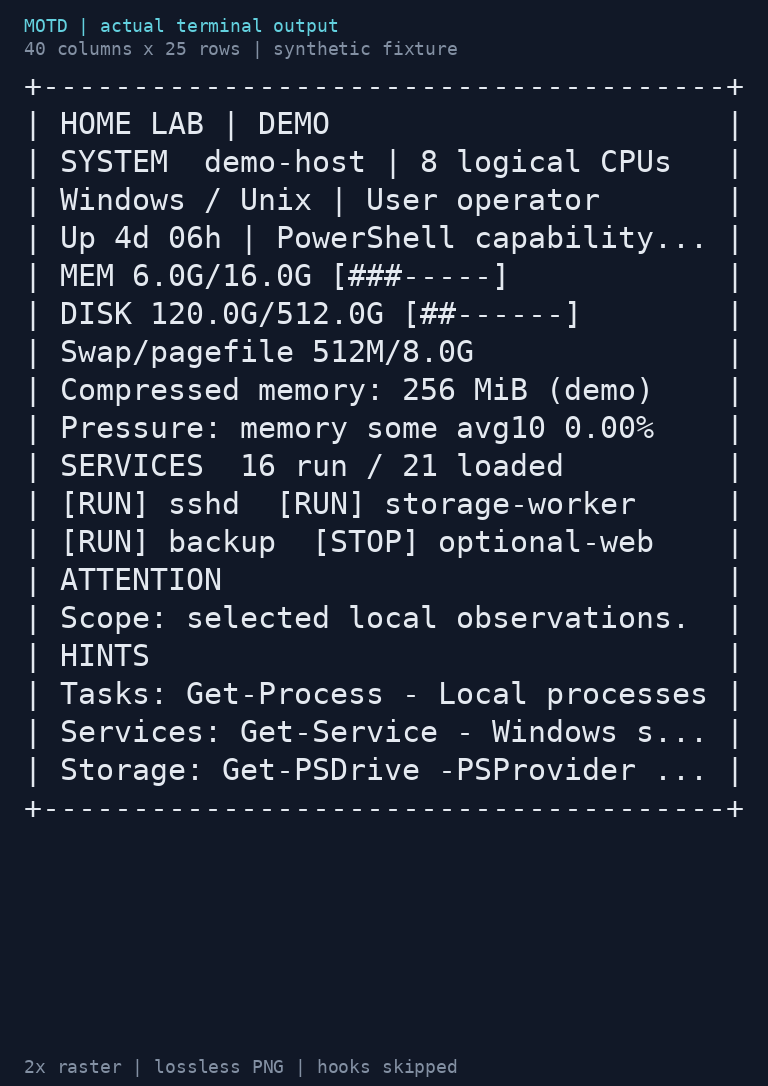 MOTD | actual terminal output
40 columns x 25 rows | synthetic fixture
+--------------------------------------+
| HOME LAB | DEMO                      |
| SYSTEM  demo-host | 8 logical CPUs   |
| Windows / Unix | User operator       |
| Up 4d 06h | PowerShell capability... |
| MEM 6.0G/16.0G [###-----]            |
| DISK 120.0G/512.0G [##------]        |
| Swap/pagefile 512M/8.0G              |
| Compressed memory: 256 MiB (demo)    |
| Pressure: memory some avg10 0.00%    |
| SERVICES  16 run / 21 loaded         |
| [RUN] sshd  [RUN] storage-worker     |
| [RUN] backup  [STOP] optional-web    |
| ATTENTION                            |
| Scope: selected local observations.  |
| HINTS                                |
| Tasks: Get-Process - Local processes |
| Services: Get-Service - Windows s... |
| Storage: Get-PSDrive -PSProvider ... |
+--------------------------------------+
2x raster | lossless PNG | hooks skipped